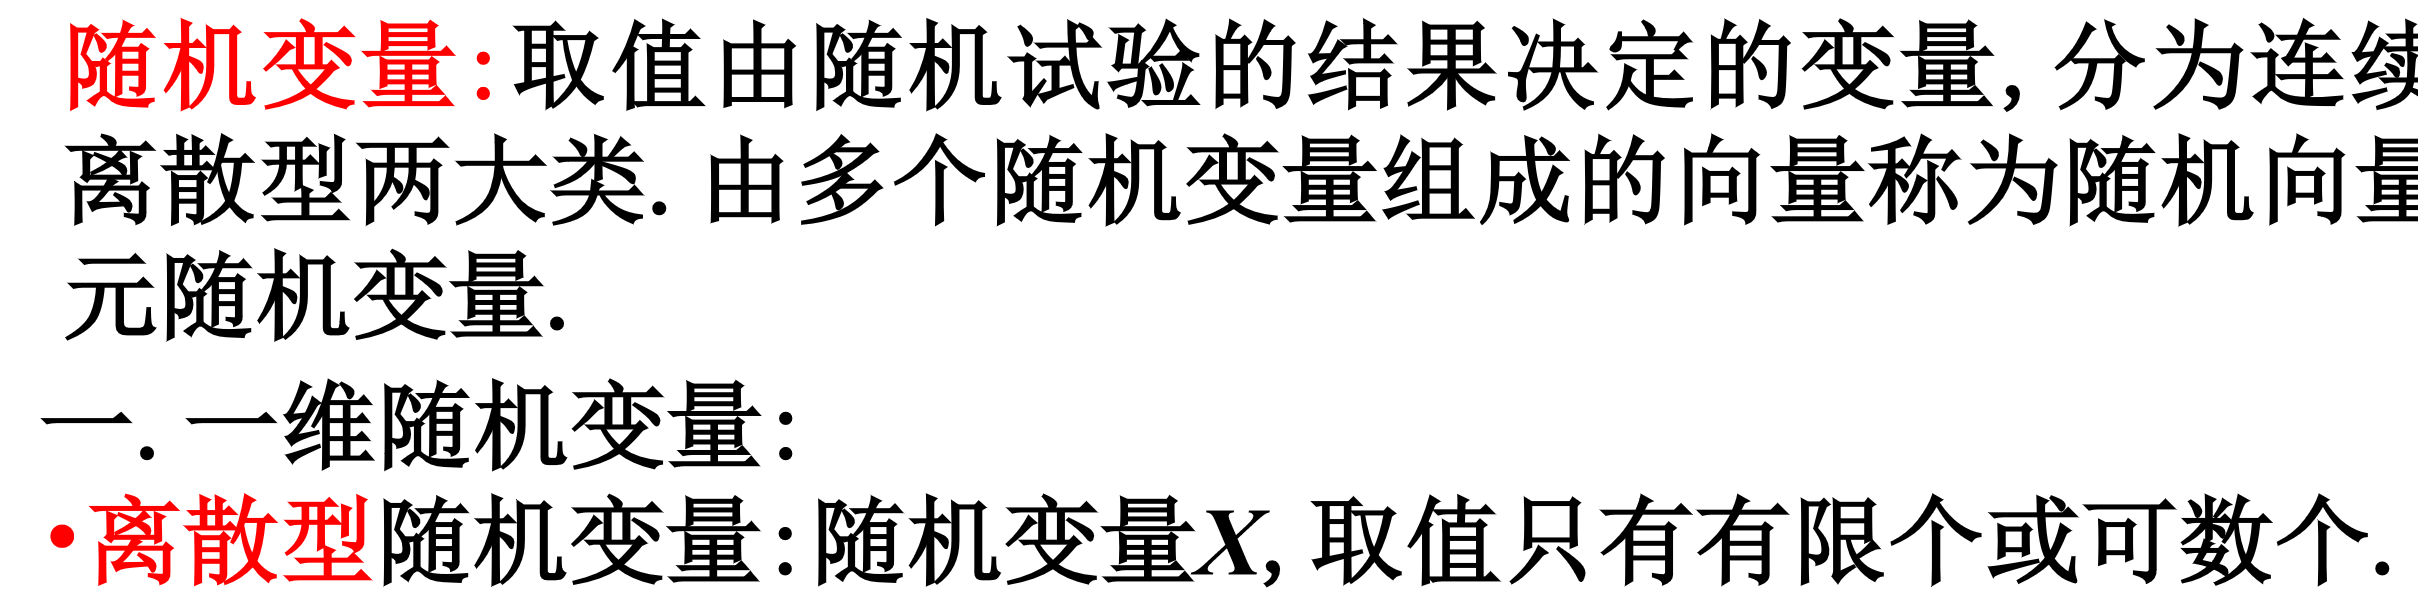 随机变量:取值由随机试验的结果决定的变量,分为连续
离散型两大类.由多个随机变量组成的向量称为随机向量
元随机变量.
一.一维随机变量:
•离散型随机变量:随机变量X,取值只有有限个或可数个.